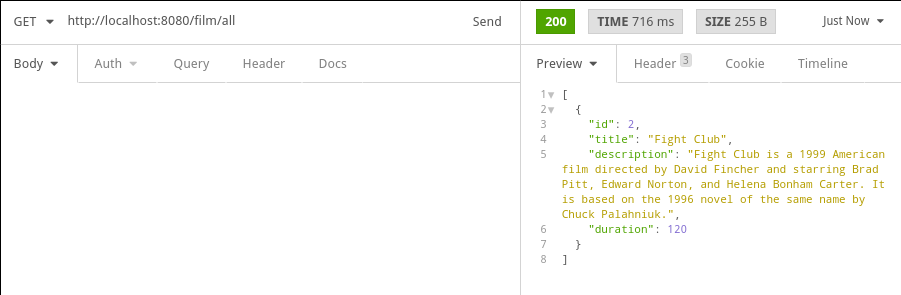 GET http://localhost:8080/film/all Send
200 TIME 716 ms SIZE 255 B Just Now
Body Auth Query Header Docs
Preview Header 3 Cookie Timeline
1 [
2 {
3 "id": 2,
4 "title": "Fight Club",
5 "description": "Fight Club is a 1999 American
film directed by David Fincher and starring Brad
Pitt, Edward Norton, and Helena Bonham Carter. It
is based on the 1996 novel of the same name by
Chuck Palahniuk.",
6 "duration": 120
7 }
8 ]